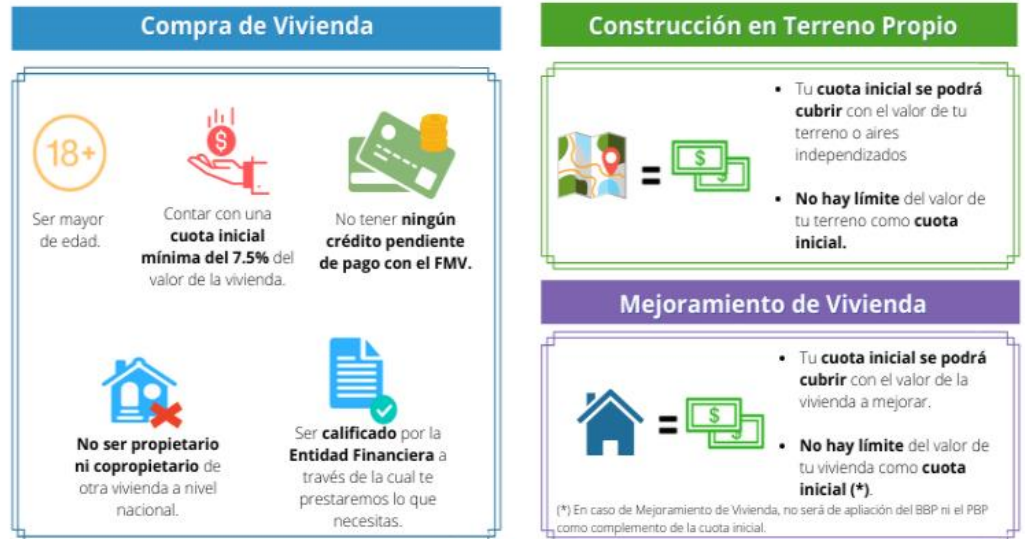 Compra de Vivienda
18+
$
Ser mayor
de edad.
Contar con una
cuota inicial
mínima del 7.5% del
valor de la vivienda.
No tener ningún
crédito pendiente
de pago con el FMV.
No ser propietario
ni copropietario de
otra vivienda a nivel
nacional.
Ser calificado por la
Entidad Financiera a
través de la cual te
prestaremos lo que
necesitas.
Construcción en Terreno Propio
=
$
$
• Tu cuota inicial se podrá
cubrir con el valor de tu
terreno o aires
independizados
• No hay límite del valor de
tu terreno como cuota
inicial.
Mejoramiento de Vivienda
=
$
$
• Tu cuota inicial se podrá
cubrir con el valor de la
vivienda a mejorar.
• No hay límite del valor de
tu vivienda como cuota
inicial (*).
(*) En caso de Mejoramiento de Vivienda, no será de apliación del BBP ni el PBP
como complemento de la cuota inicial.